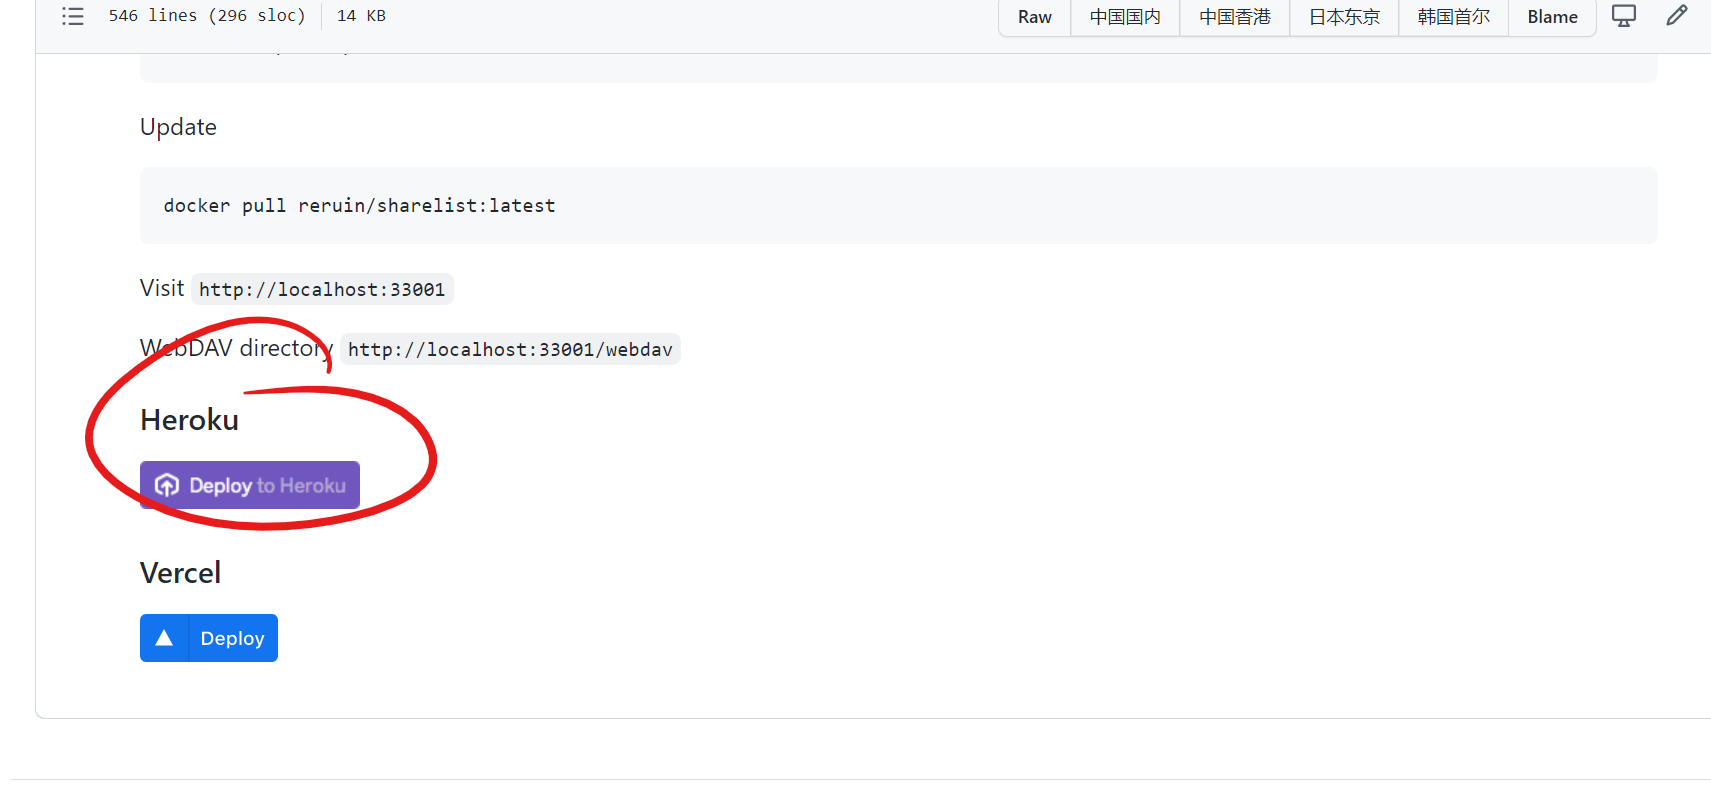 546 lines (296 sloc) 14 KB Raw 中国国内 中国香港 日本东京 韩国首尔 Blame
Update
docker pull reruin/sharelist:latest
Visit http://localhost:33001
WebDAV directory http://localhost:33001/webdav
Heroku
Deploy to Heroku
Vercel
Deploy